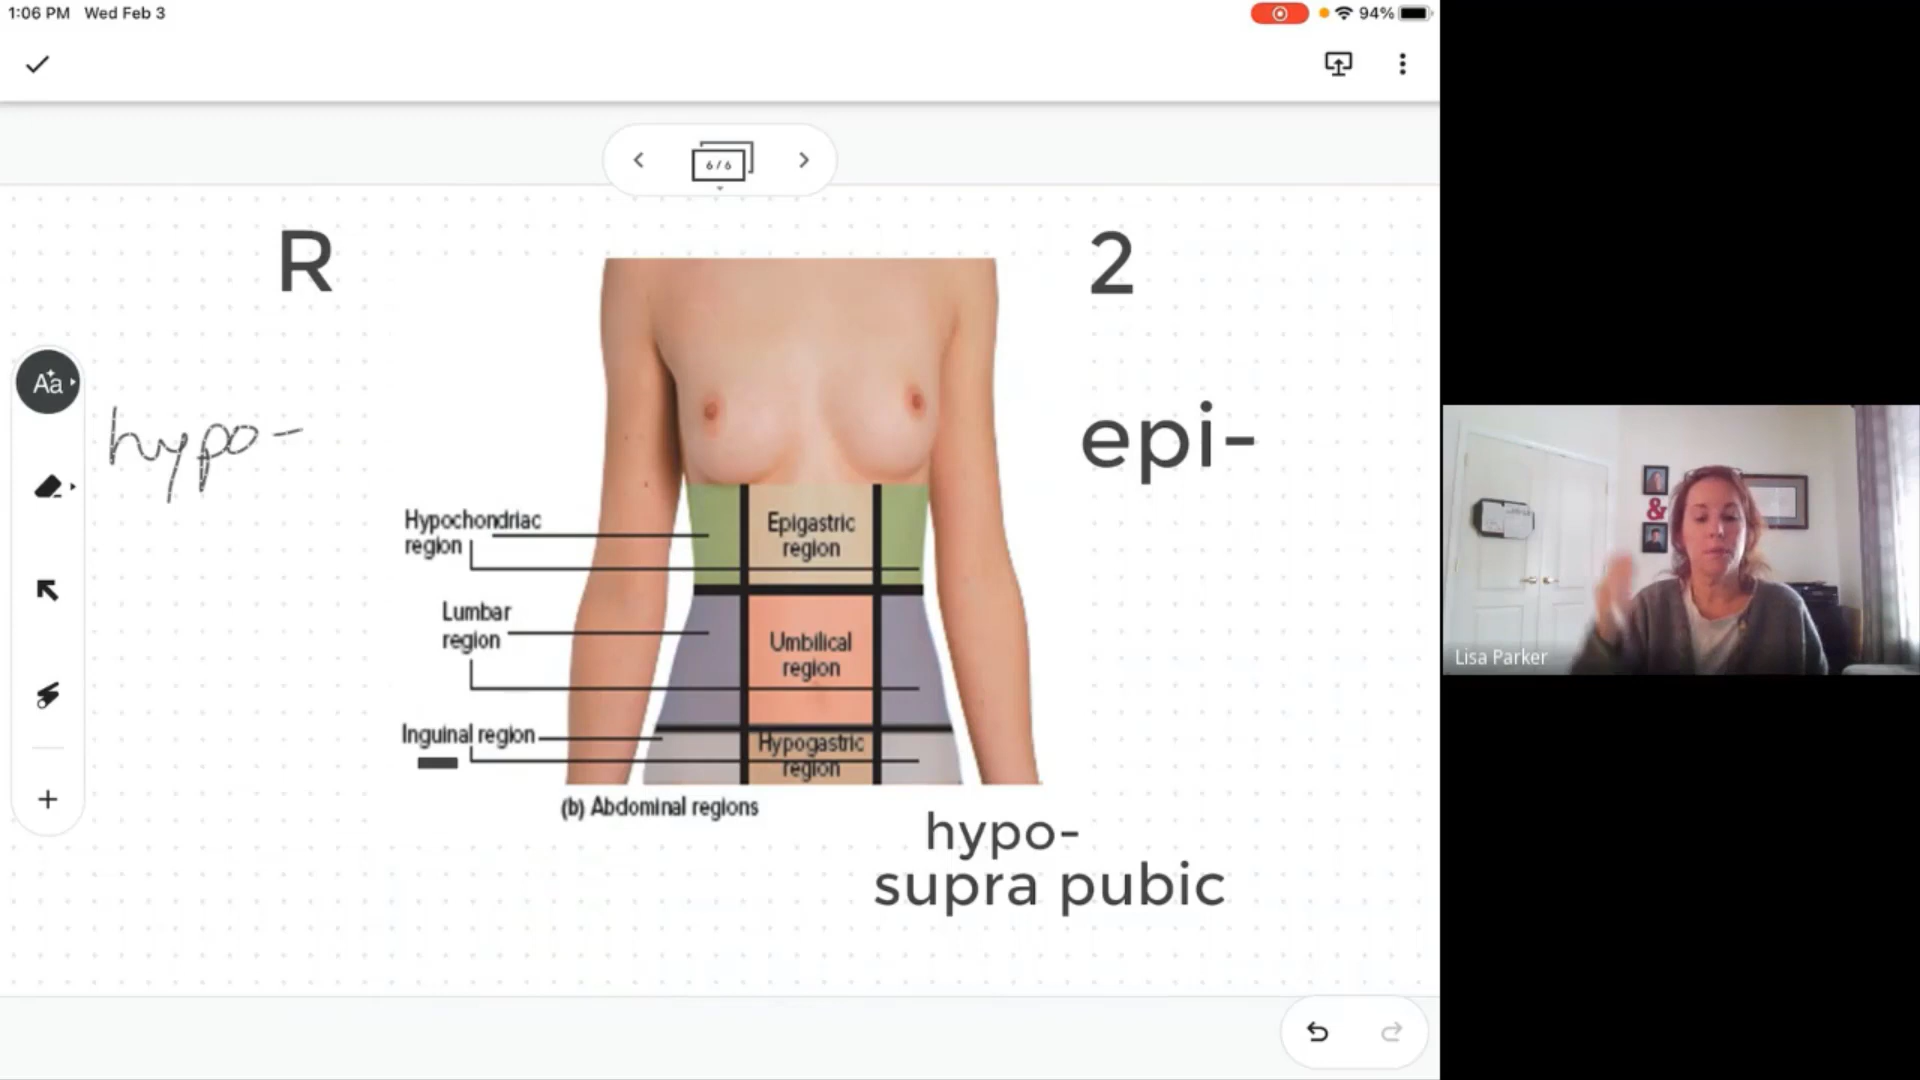 1:06 PM Wed Feb 3
94%
6/6
R
2
Aa
hypo-
epi-
Hypochondriac
region
Epigastric
region
Lumbar
region
Umbilical
region
Inguinal region
Hypogastric
region
(b) Abdominal regions
hypo-
supra pubic
&
Lisa Parker